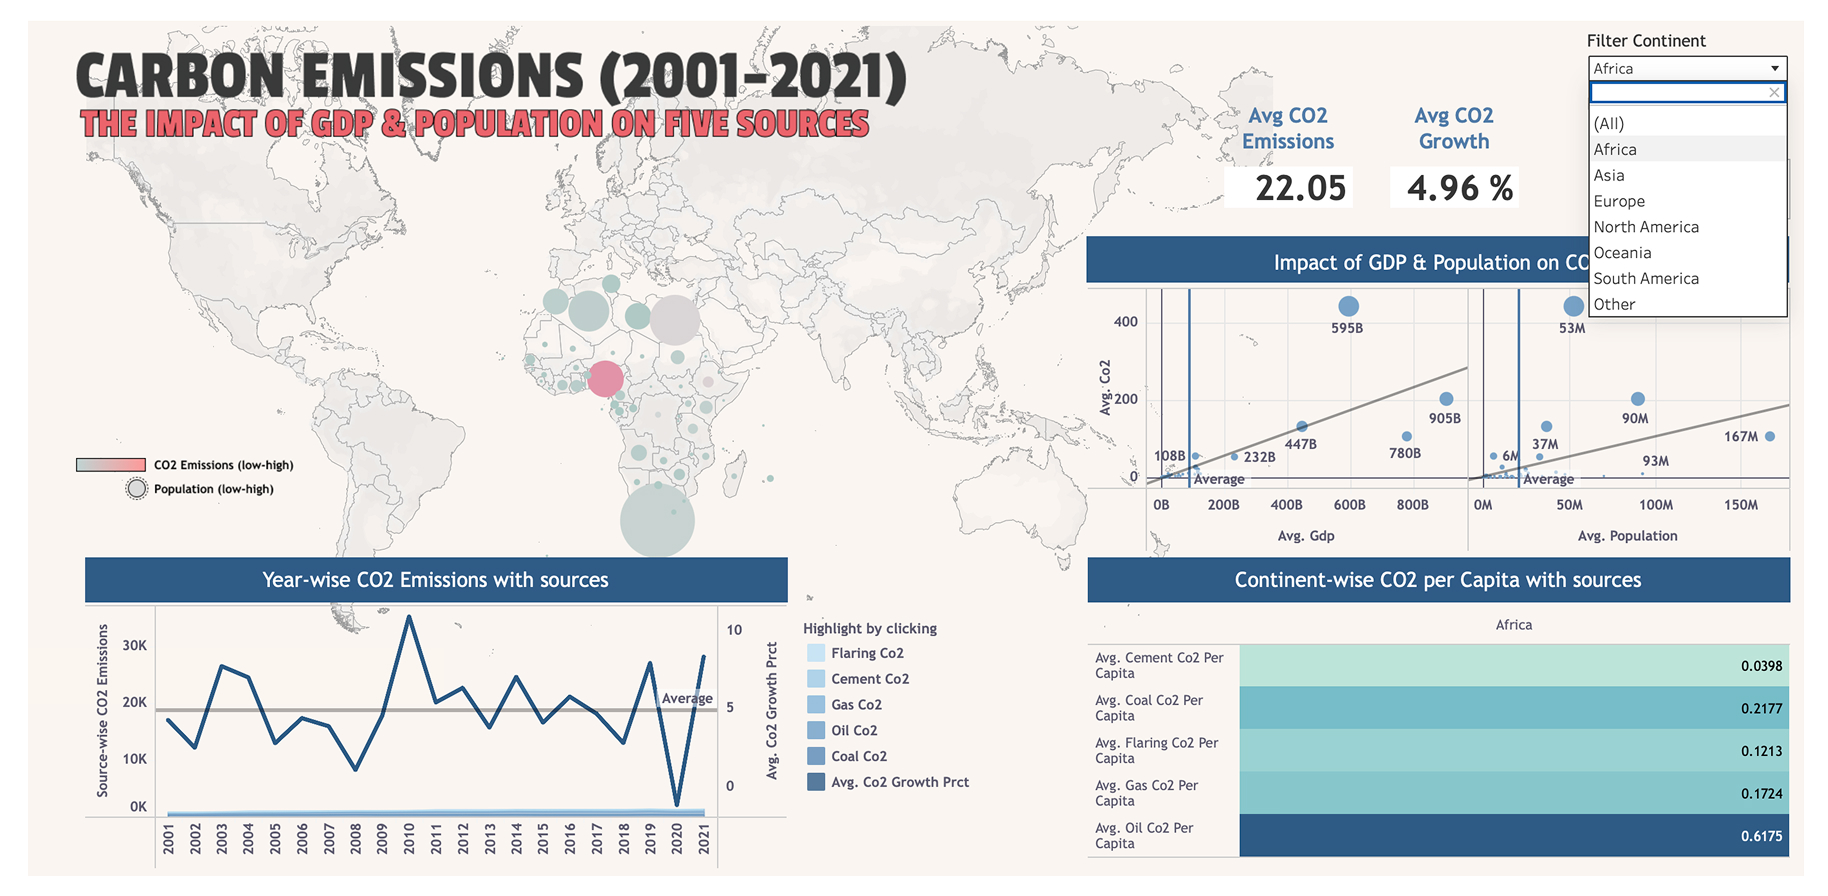 CARBON EMISSIONS (2001-2021)
THE IMPACT OF GDP & POPULATION ON FIVE SOURCES
Filter Continent
Africa
(All)
Africa
Asia
Europe
North America
Oceania
South America
Other
Avg CO2
Emissions
22.05
Avg CO2
Growth
4.96 %
CO2 Emissions (low-high)
Population (low-high)
Impact of GDP & Population on CO
Avg. Co2
400
200
0
595B
905B
447B
780B
232B
108B
Average
0B
200B
400B
600B
800B
Avg. Gdp
53M
90M
167M
37M
93M
6M
Average
0M
50M
100M
150M
Avg. Population
Year-wise CO2 Emissions with sources
Source-wise CO2 Emissions
30K
20K
10K
0K
Average
10
5
0
Avg. Co2 Growth Prct
2001
2002
2003
2004
2005
2006
2007
2008
2009
2010
2011
2012
2013
2014
2015
2016
2017
2018
2019
2020
2021
Highlight by clicking
Flaring Co2
Cement Co2
Gas Co2
Oil Co2
Coal Co2
Avg. Co2 Growth Prct
Continent-wise CO2 per Capita with sources
Africa
Avg. Cement Co2 Per
Capita
0.0398
Avg. Coal Co2 Per
Capita
0.2177
Avg. Flaring Co2 Per
Capita
0.1213
Avg. Gas Co2 Per
Capita
0.1724
Avg. Oil Co2 Per
Capita
0.6175